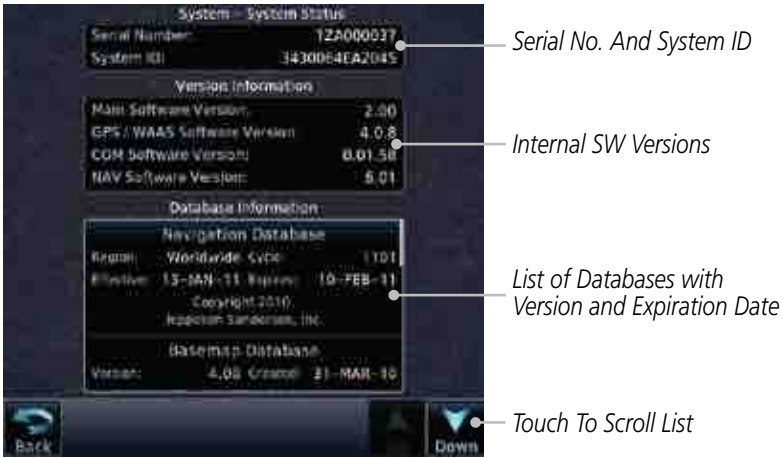 System – System Status
Serial Number: 1ZA000037
Serial No. And System ID
System ID: 3430064EA2045
Version Information
Main Software Version: 2.00
GPS / WAAS Software Version: 4.0.8
Internal SW Versions
COM Software Version: 0.01.58
NAV Software Version: 6.01
Database Information
Navigation Database
Region: Worldwide Cycle: 1101
Effective: 13-JAN-11 Expires: 10-FEB-11
List of Databases with
Version and Expiration Date
Copyright 2010,
Jeppesen Sanderson, Inc.
Basemap Database
Version: 4.08 Created: 31-MAR-10
Touch To Scroll List
Back
Down